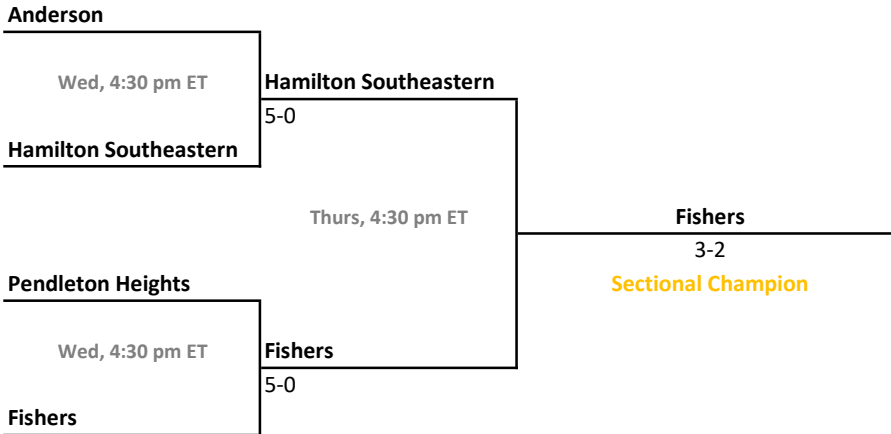 Anderson
Wed, 4:30 pm ET
Hamilton Southeastern
5-0
Hamilton Southeastern
Thurs, 4:30 pm ET
Fishers
3-2
Sectional Champion
Pendleton Heights
Wed, 4:30 pm ET
Fishers
5-0
Fishers